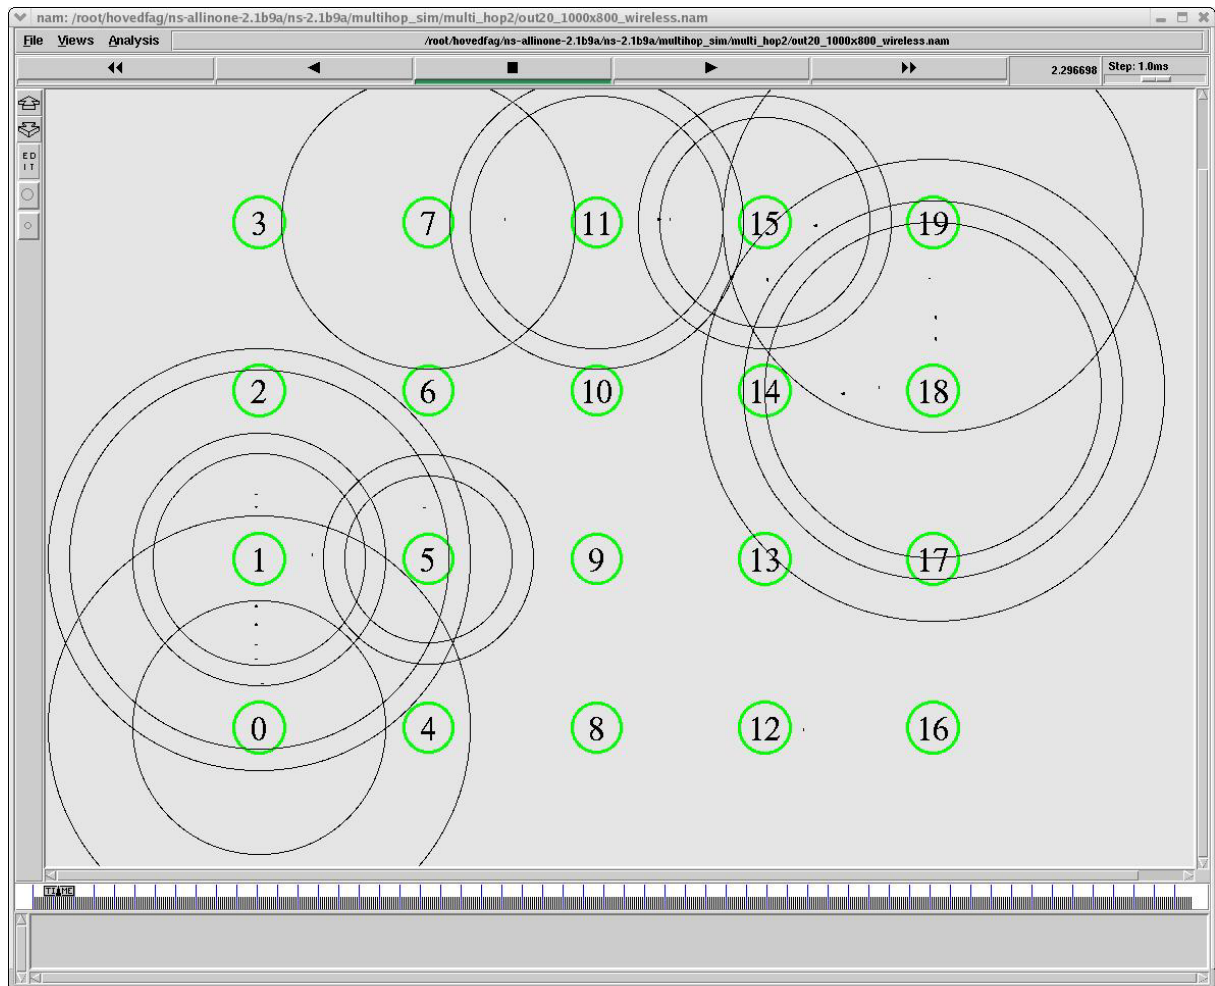 nam: /root/hovedfag/ns-allinone-2.1b9a/ns-2.1b9a/multihop_sim/multi_hop2/out20_1000x800_wireless.nam
File Views Analysis /root/hovedfag/ns-allinone-2.1b9a/ns-2.1b9a/multihop_sim/multi_hop2/out20_1000x800_wireless.nam
2.296698 Step: 1.0ms
ED
IT
3 7 11 15 19
2 6 10 14 18
1 5 9 13 17
0 4 8 12 16
TIME